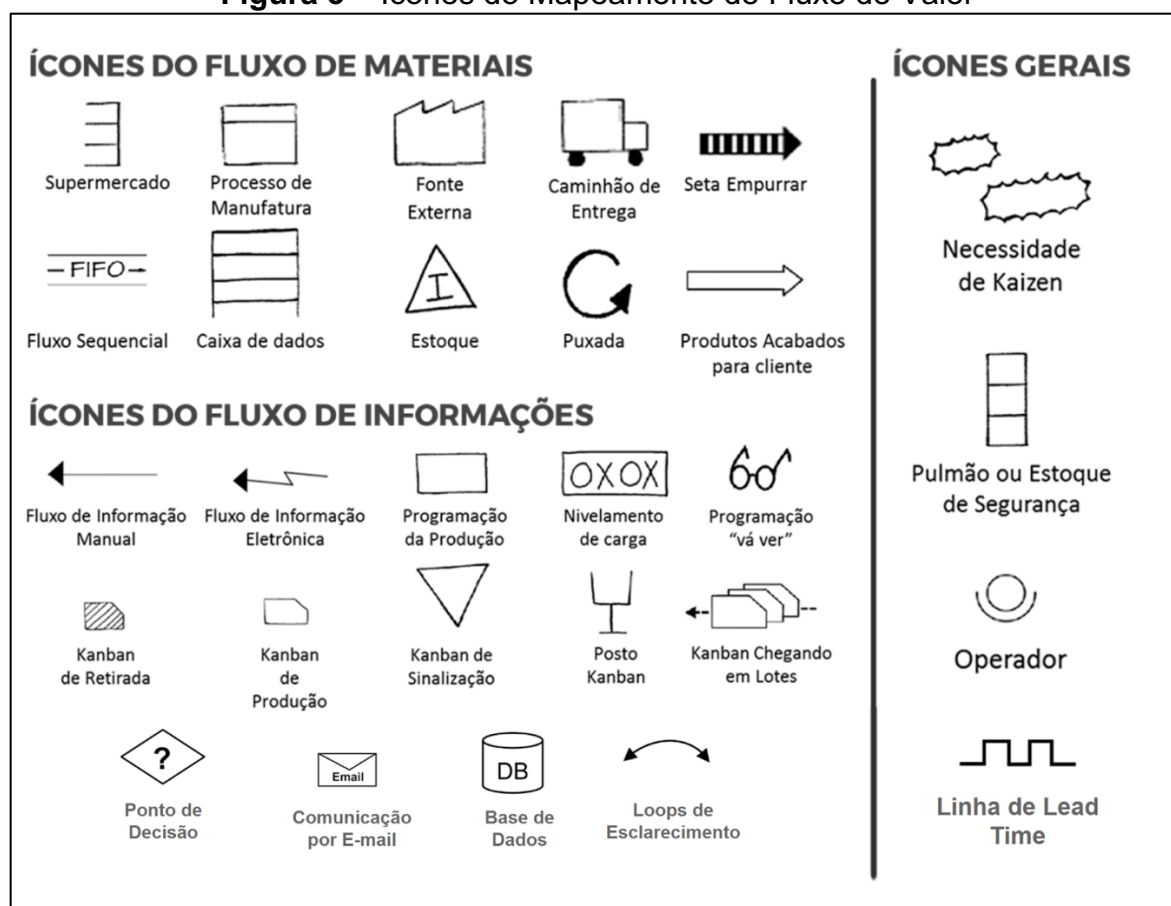 Figura 3 – Ícones do Mapeamento do Fluxo de Valor
ÍCONES DO FLUXO DE MATERIAIS
Supermercado
Processo de
Manufatura
Fonte
Externa
Caminhão de
Entrega
Seta Empurrar
FIFO
I
Fluxo Sequencial
Caixa de dados
Estoque
Puxada
Produtos Acabados
para cliente
ÍCONES DO FLUXO DE INFORMAÇÕES
OXOX
Fluxo de Informação
Manual
Fluxo de Informação
Eletrônica
Programação
da Produção
Nivelamento
de carga
Programação
“vá ver”
Kanban
de Retirada
Kanban
de
Produção
Kanban de
Sinalização
Posto
Kanban
Kanban Chegando
em Lotes
?
Ponto de
Decisão
Email
Comunicação
por E-mail
DB
Base de
Dados
Loops de
Esclarecimento
ÍCONES GERAIS
Necessidade
de Kaizen
Pulmão ou Estoque
de Segurança
Operador
Linha de Lead
Time